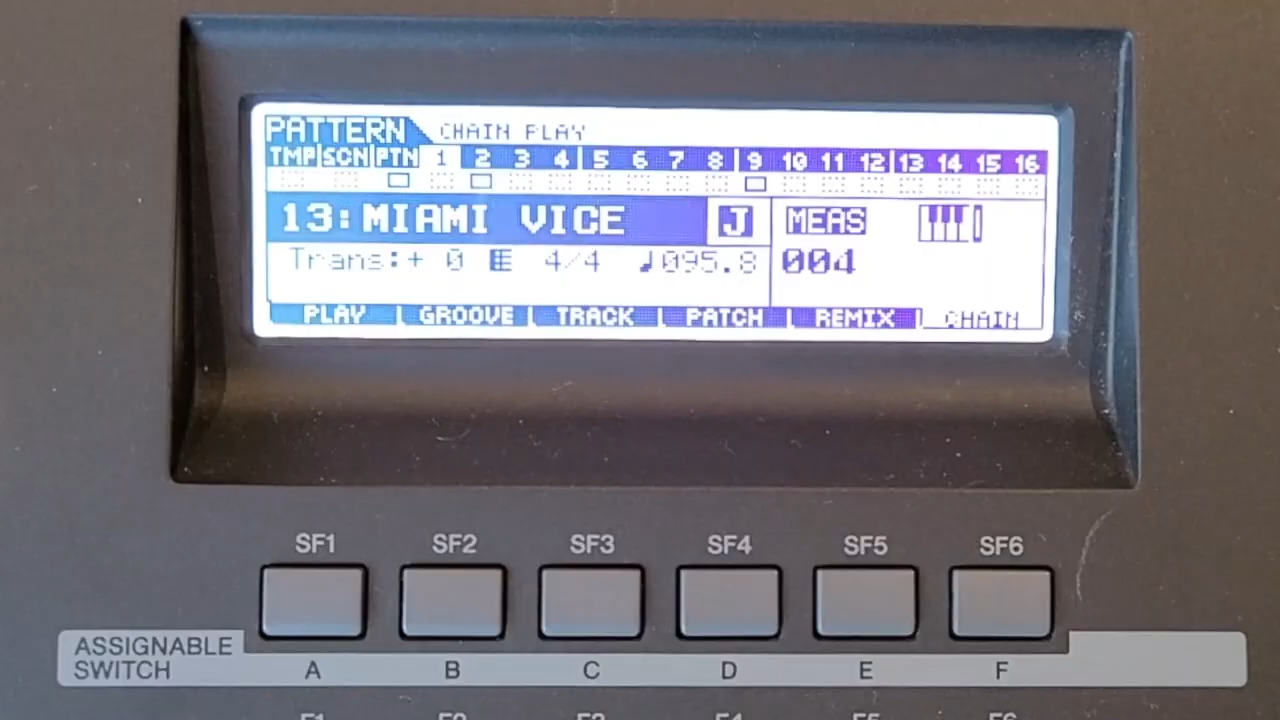 PATTERN CHAIN PLAY
TMP|SCN|PTN 1 2 3 4|5 6 7 8|9 10 11 12|13 14 15 16
13:MIAMI VICE J MEAS
Trans:+ 0 4/4 ♩095.8 004
PLAY GROOVE TRACK PATCH REMIX CHAIN
SF1 SF2 SF3 SF4 SF5 SF6
ASSIGNABLE
SWITCH A B C D E F